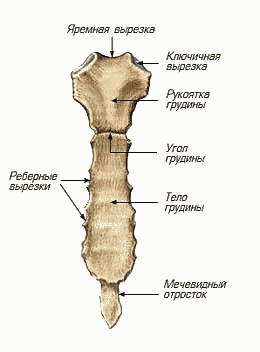 Яремная вырезка
Ключичная
вырезка
Рукоятка
грудины
Угол
грудины
Реберные
вырезки
Тело
грудины
Мечевидный
отросток